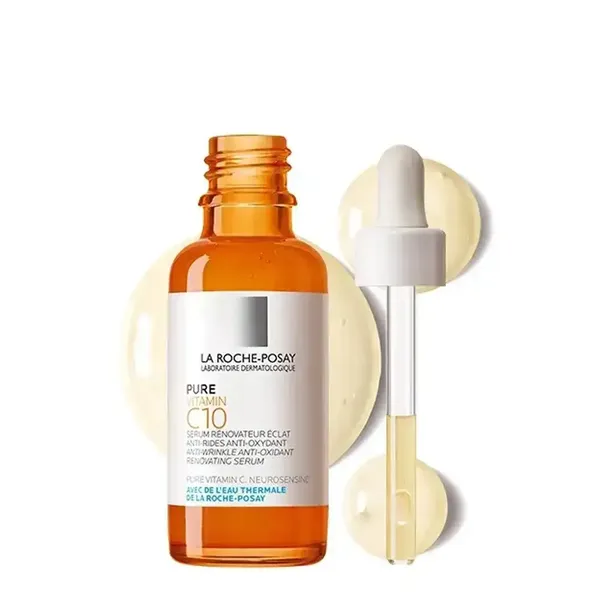 LA ROCHE-POSAY
LABORATOIRE DERMATOLOGIQUE
PURE
VITAMIN
C10
SERUM RÉNOVATEUR ÉCLAT
ANTI-RIDES ANTI-OXYDANT
ANTI-WRINKLE ANTI-OXIDANT
RENOVATING SERUM
PURE VITAMIN C. NEUROSENSINE
AVEC DE L'EAU THERMALE
DE LA ROCHE-POSAY